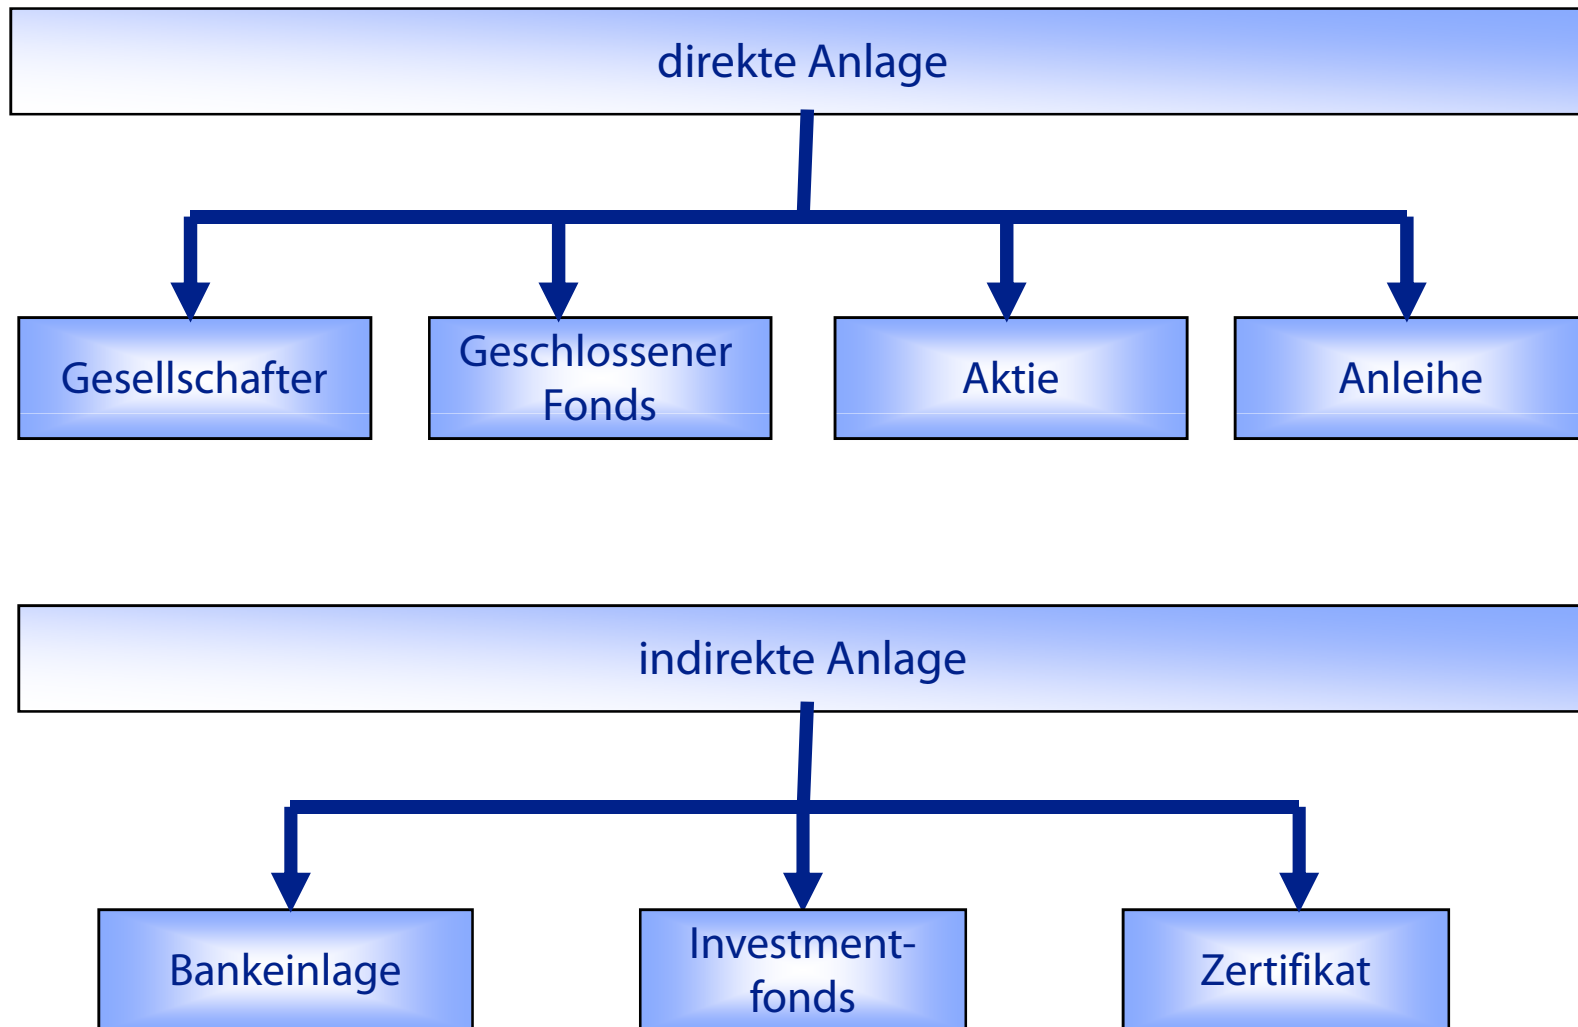 direkte Anlage
Gesellschafter
Geschlossener
Fonds
Aktie
Anleihe
indirekte Anlage
Bankeinlage
Investment-
fonds
Zertifikat